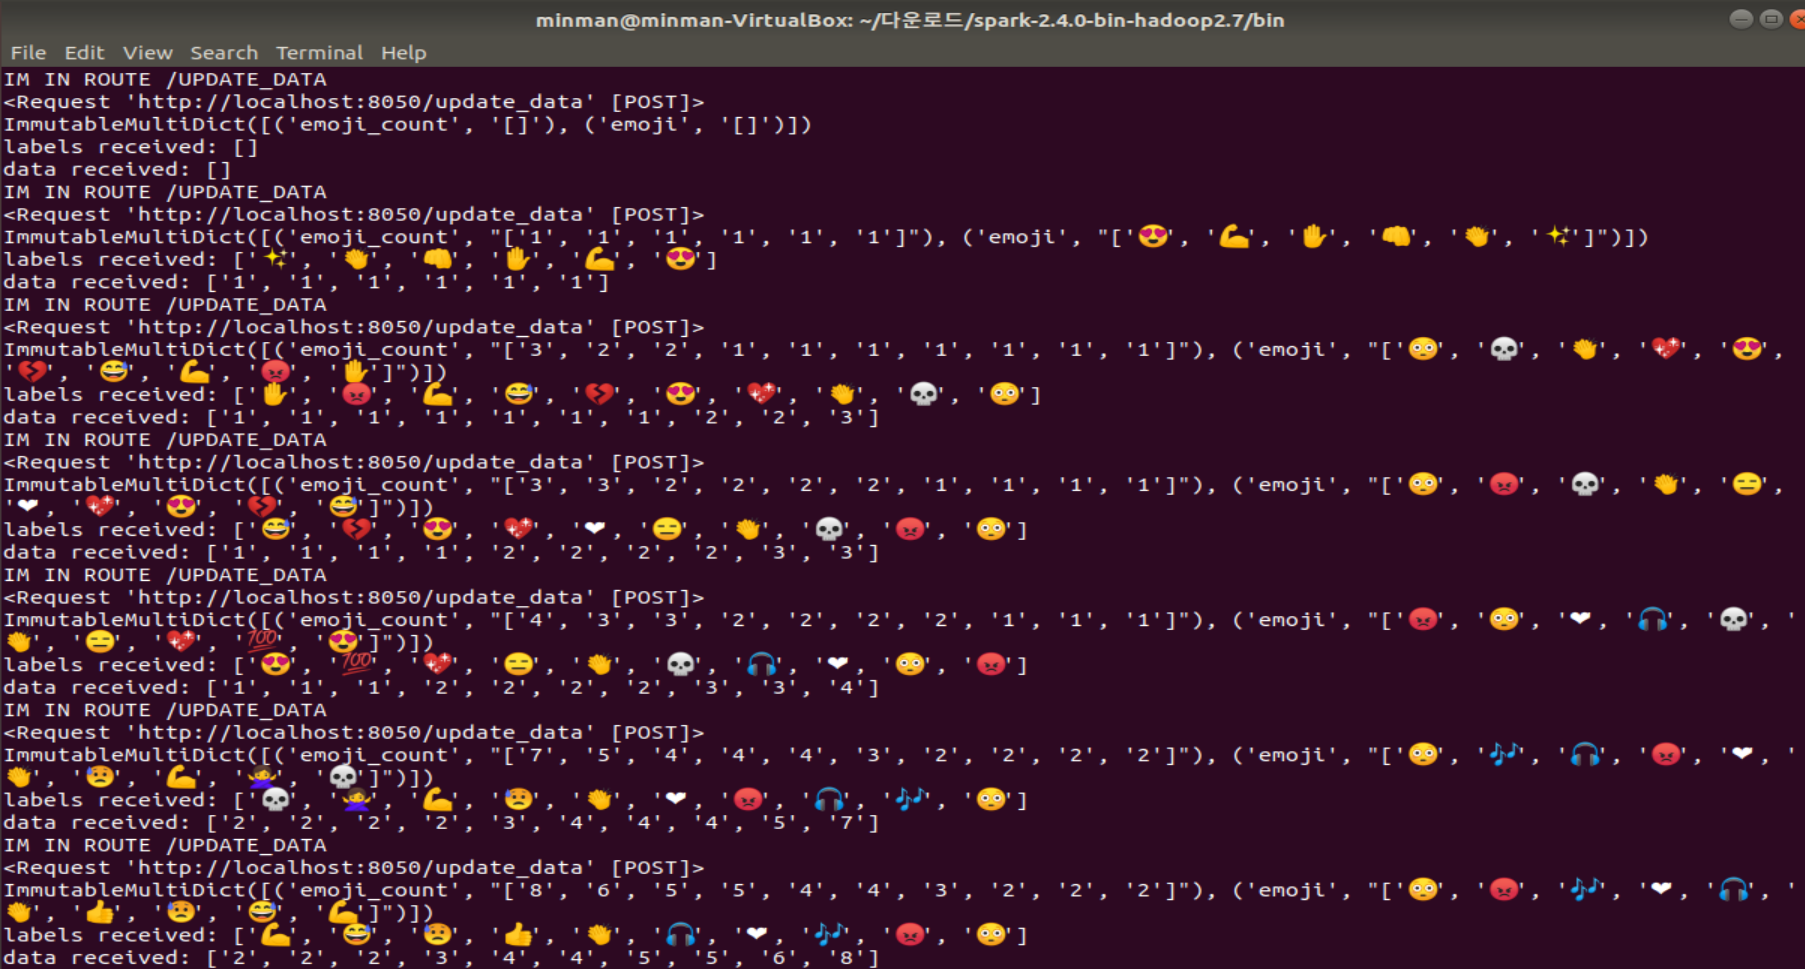 minman@minman-VirtualBox: ~/다운로드/spark-2.4.0-bin-hadoop2.7/bin
File Edit View Search Terminal Help
IM IN ROUTE /UPDATE_DATA
<Request 'http://localhost:8050/update_data' [POST]>
ImmutableMultiDict([('emoji_count', '[]'), ('emoji', '[]')])
labels received: []
data received: []
IM IN ROUTE /UPDATE_DATA
<Request 'http://localhost:8050/update_data' [POST]>
ImmutableMultiDict([('emoji_count', "['1', '1', '1', '1', '1', '1']"), ('emoji', "['😍', '💪', '✋', '👊', '👏', '✨']")])
labels received: ['✨', '👏', '👊', '✋', '💪', '😍']
data received: ['1', '1', '1', '1', '1', '1']
IM IN ROUTE /UPDATE_DATA
<Request 'http://localhost:8050/update_data' [POST]>
ImmutableMultiDict([('emoji_count', "['3', '2', '2', '1', '1', '1', '1', '1', '1', '1']"), ('emoji', "['😳', '💀', '👏', '💖', '😍',
'💔', '😅', '💪', '😡', '✋']")])
labels received: ['✋', '😡', '💪', '😅', '💔', '😍', '💖', '👏', '💀', '😳']
data received: ['1', '1', '1', '1', '1', '1', '1', '2', '2', '3']
IM IN ROUTE /UPDATE_DATA
<Request 'http://localhost:8050/update_data' [POST]>
ImmutableMultiDict([('emoji_count', "['3', '3', '2', '2', '2', '2', '1', '1', '1', '1']"), ('emoji', "['😳', '😡', '💀', '👏', '😑',
'❤', '💖', '😍', '💔', '😅']")])
labels received: ['😅', '💔', '😍', '💖', '❤', '😑', '👏', '💀', '😡', '😳']
data received: ['1', '1', '1', '1', '2', '2', '2', '2', '3', '3']
IM IN ROUTE /UPDATE_DATA
<Request 'http://localhost:8050/update_data' [POST]>
ImmutableMultiDict([('emoji_count', "['4', '3', '3', '2', '2', '2', '2', '1', '1', '1']"), ('emoji', "['😡', '😳', '❤', '🎧', '💀', '
👏', '😑', '💖', '💯', '😍']")])
labels received: ['😍', '💯', '💖', '😑', '👏', '💀', '🎧', '❤', '😳', '😡']
data received: ['1', '1', '1', '2', '2', '2', '2', '3', '3', '4']
IM IN ROUTE /UPDATE_DATA
<Request 'http://localhost:8050/update_data' [POST]>
ImmutableMultiDict([('emoji_count', "['7', '5', '4', '4', '4', '3', '2', '2', '2', '2']"), ('emoji', "['😳', '🎶', '🎧', '😡', '❤', '
👏', '😓', '💪', '🙅', '💀']")])
labels received: ['💀', '🙅', '💪', '😓', '👏', '❤', '😡', '🎧', '🎶', '😳']
data received: ['2', '2', '2', '2', '3', '4', '4', '4', '5', '7']
IM IN ROUTE /UPDATE_DATA
<Request 'http://localhost:8050/update_data' [POST]>
ImmutableMultiDict([('emoji_count', "['8', '6', '5', '5', '4', '4', '3', '2', '2', '2']"), ('emoji', "['😳', '😡', '🎶', '❤', '🎧', '
👏', '👍', '😓', '😅', '💪']")])
labels received: ['💪', '😅', '😓', '👍', '👏', '🎧', '❤', '🎶', '😡', '😳']
data received: ['2', '2', '2', '3', '4', '4', '5', '5', '6', '8']